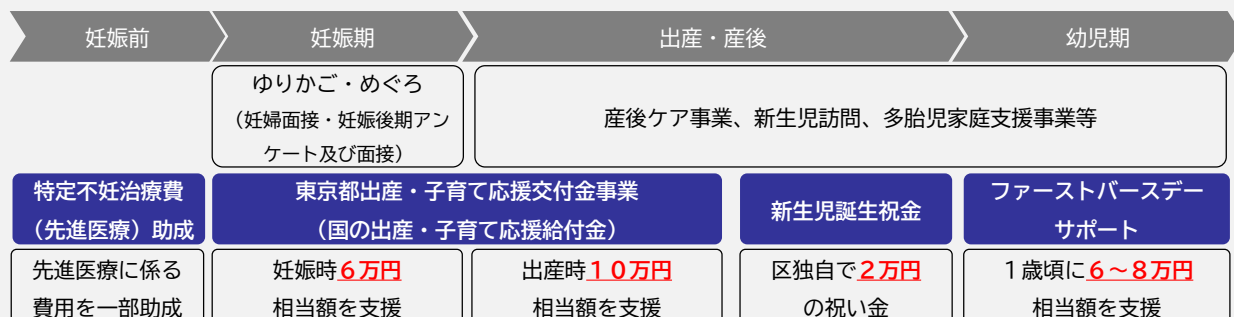 妊娠前
妊娠期
出産・産後
幼児期
ゆりかご・めぐろ
（妊婦面接・妊娠後期アン
ケート及び面接）
産後ケア事業、新生児訪問、多胎児家庭支援事業等
特定不妊治療費
（先進医療）助成
東京都出産・子育て応援交付金事業
（国の出産・子育て応援給付金）
新生児誕生祝金
ファーストバースデー
サポート
先進医療に係る
費用を一部助成
妊娠時６万円
相当額を支援
出産時１０万円
相当額を支援
区独自で２万円
の祝い金
１歳頃に６～８万円
相当額を支援